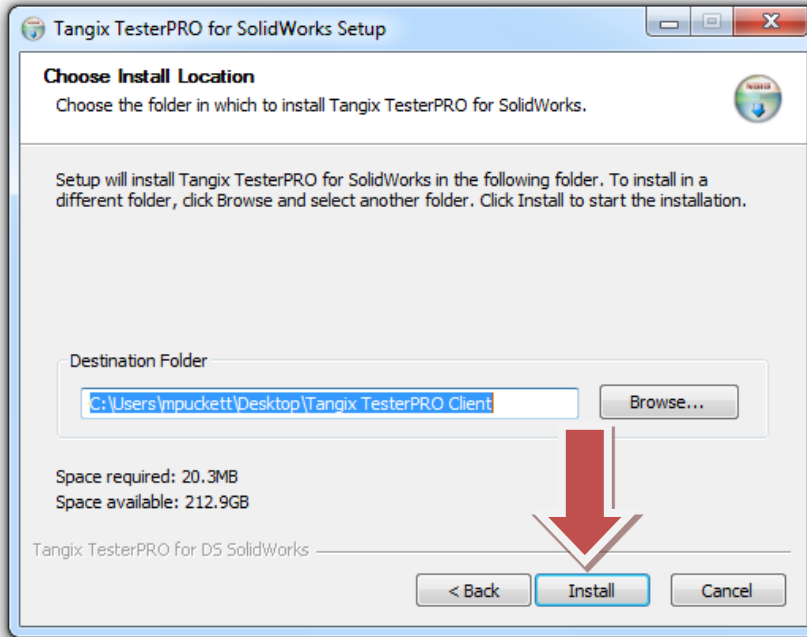 Tangix TesterPRO for SolidWorks Setup
Choose Install Location
Choose the folder in which to install Tangix TesterPRO for SolidWorks.
Setup will install Tangix TesterPRO for SolidWorks in the following folder. To install in a
different folder, click Browse and select another folder. Click Install to start the installation.
Destination Folder
C:\Users\mpuckett\Desktop\Tangix TesterPRO Client
Browse...
Space required: 20.3MB
Space available: 212.9GB
Tangix TesterPRO for DS SolidWorks
< Back
Install
Cancel